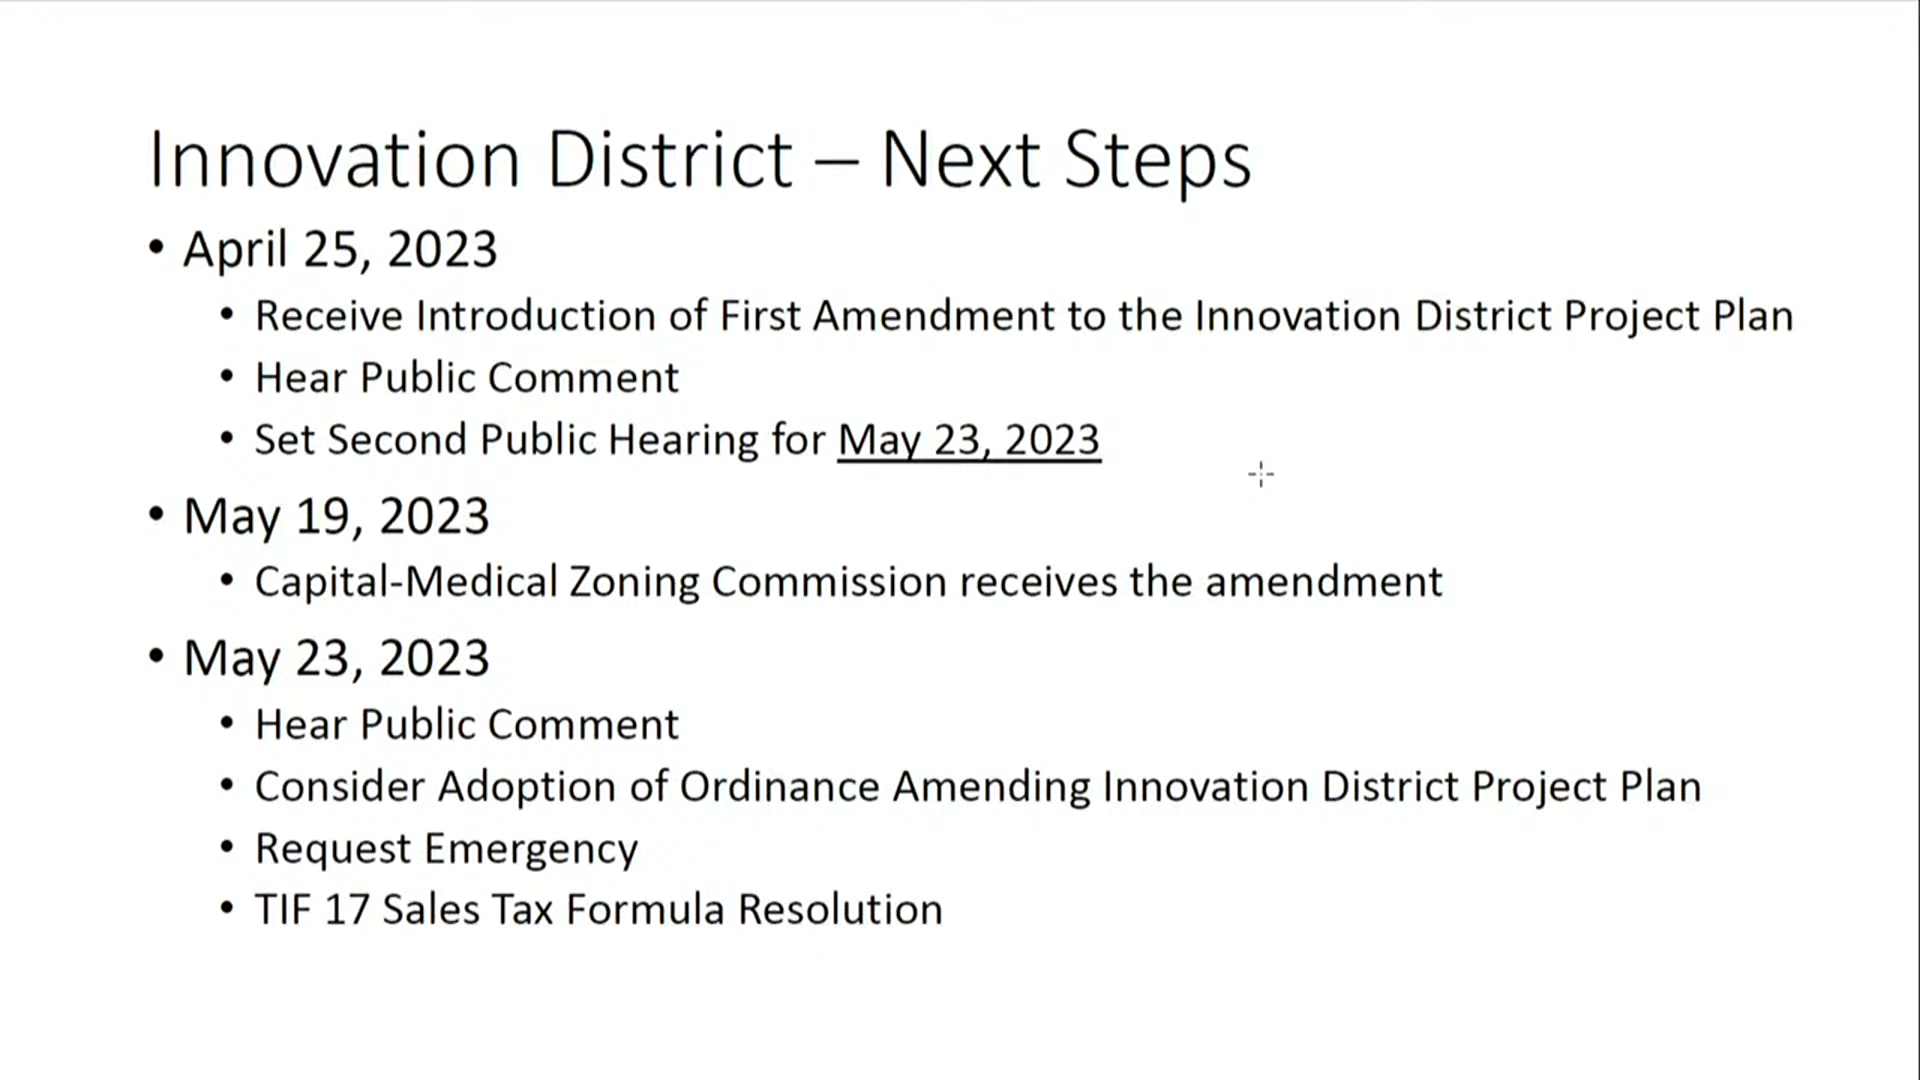 Innovation District – Next Steps
• April 25, 2023
• Receive Introduction of First Amendment to the Innovation District Project Plan
• Hear Public Comment
• Set Second Public Hearing for May 23, 2023
• May 19, 2023
• Capital-Medical Zoning Commission receives the amendment
• May 23, 2023
• Hear Public Comment
• Consider Adoption of Ordinance Amending Innovation District Project Plan
• Request Emergency
• TIF 17 Sales Tax Formula Resolution